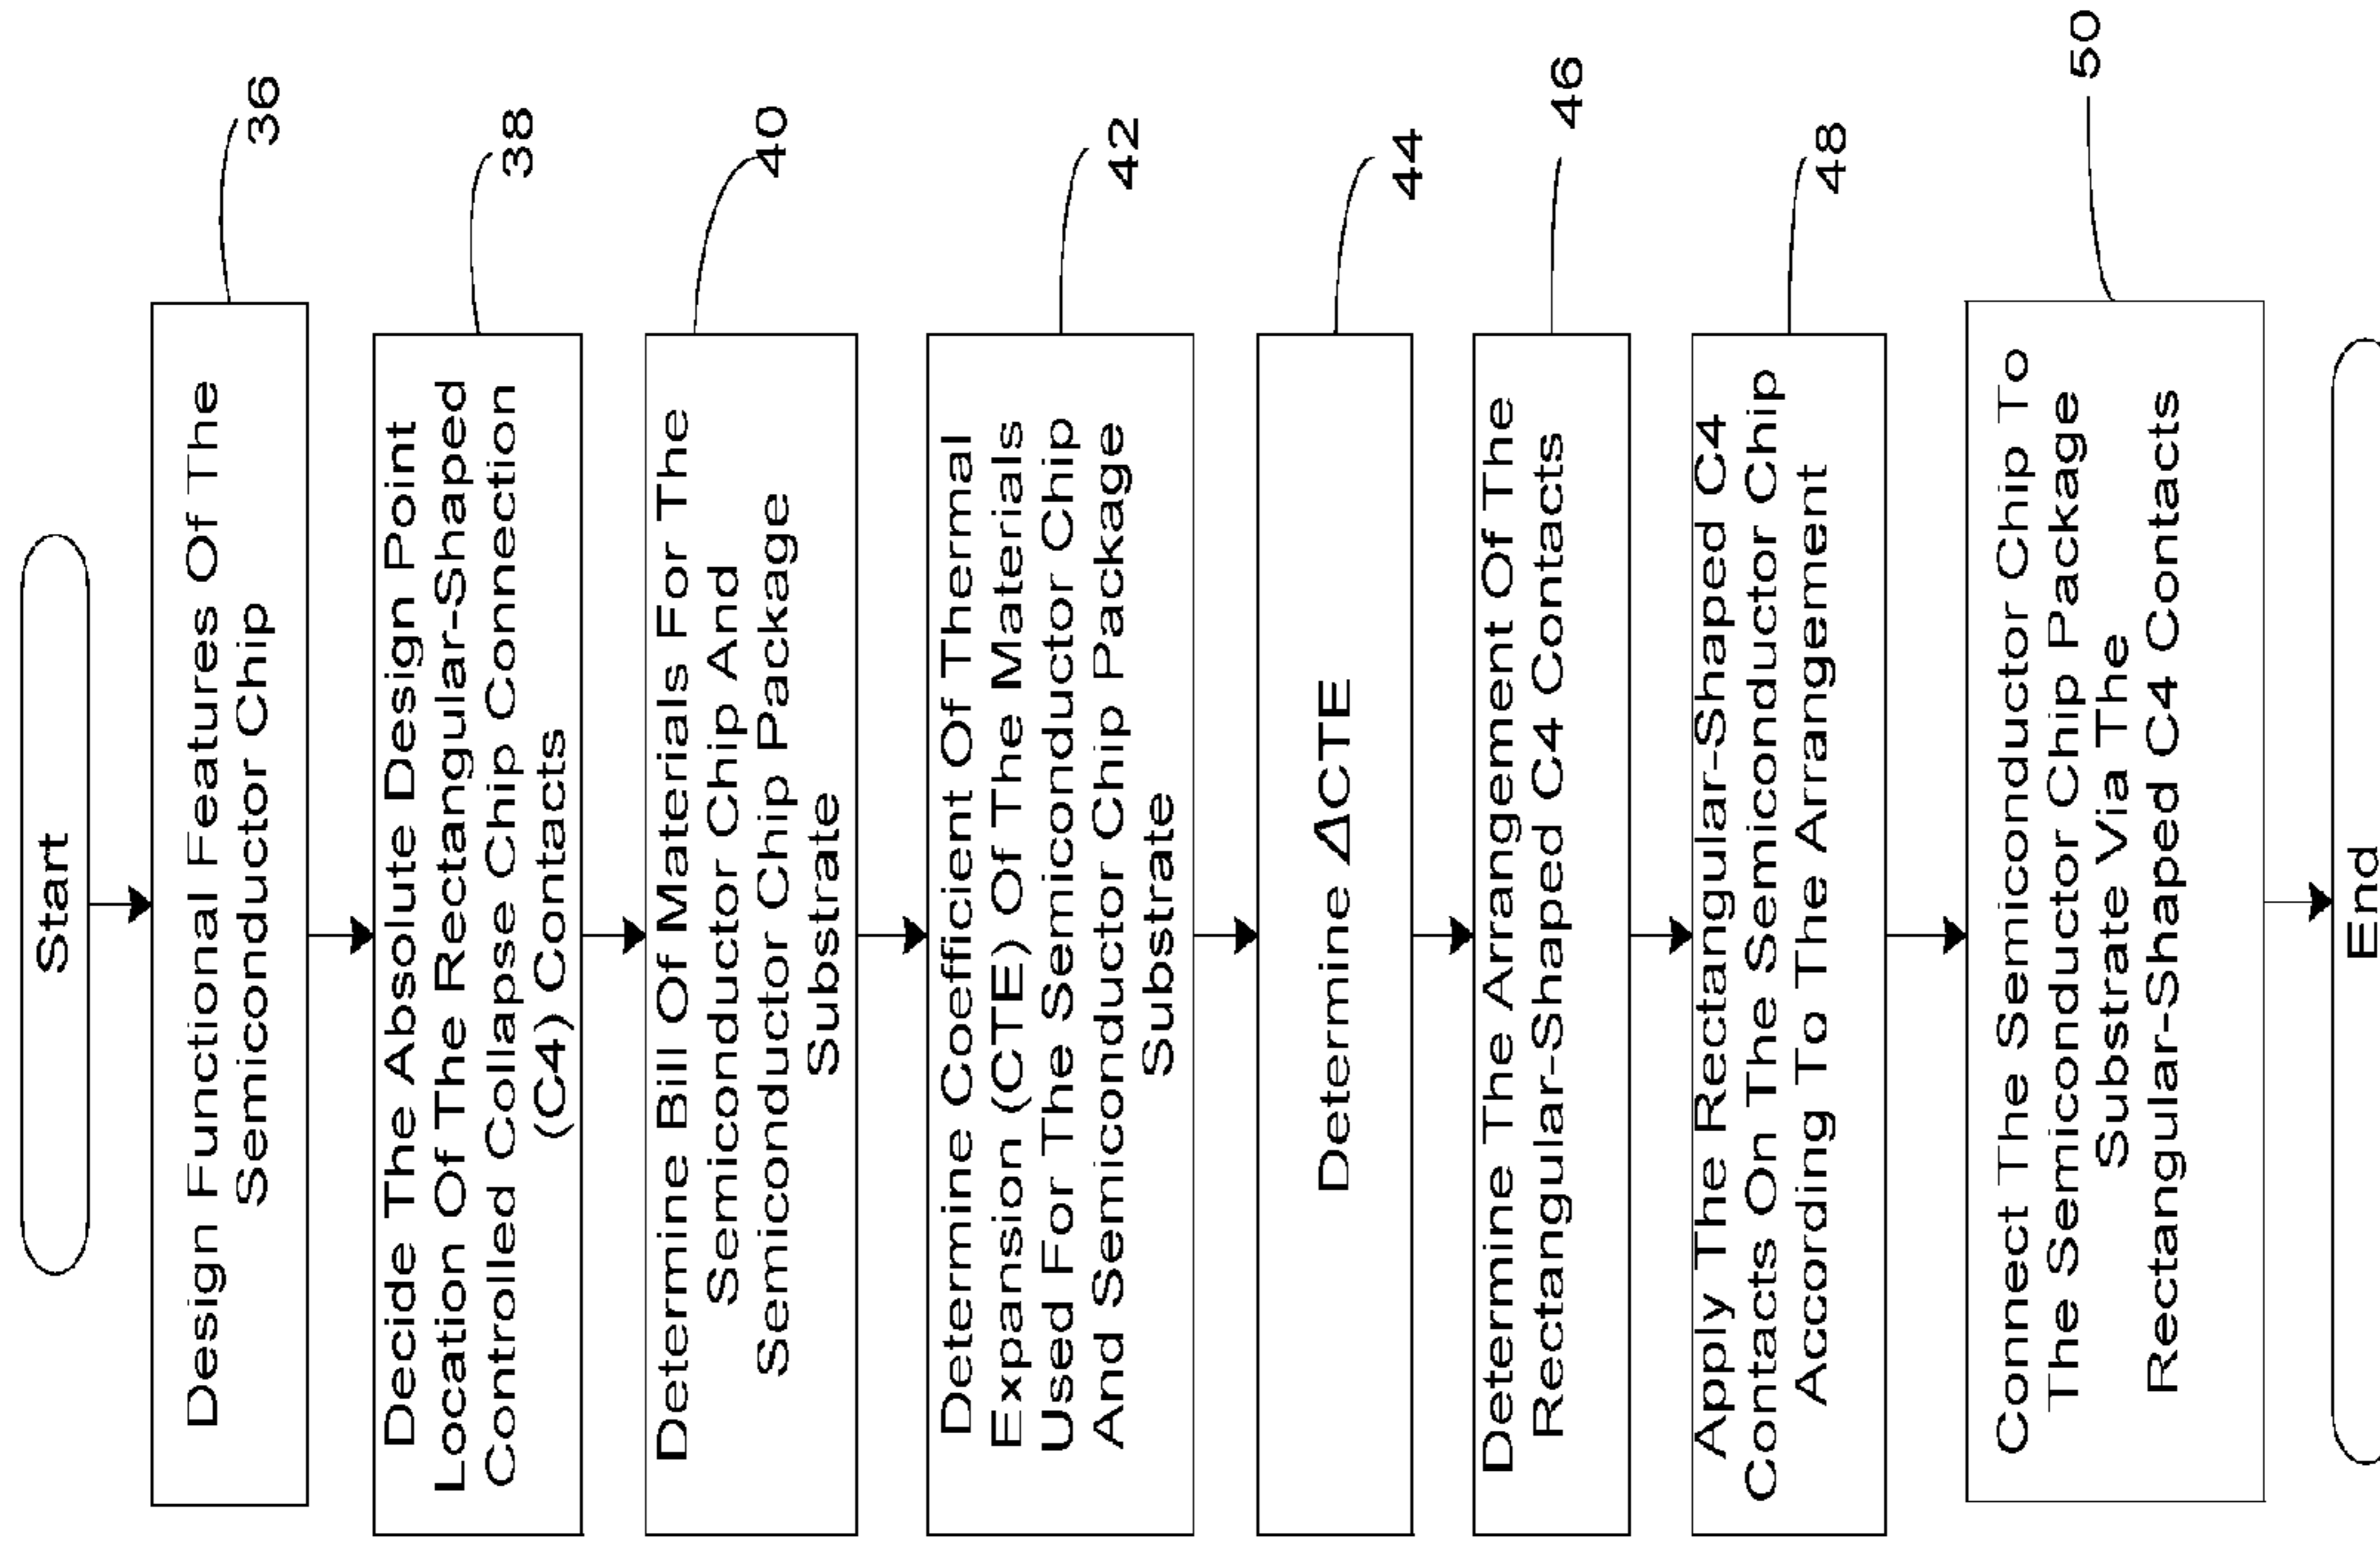 Start
Design Functional Features Of The
Semiconductor Chip
36
Decide The Absolute Design Point
Location Of The Rectangular-Shaped
Controlled Collapse Chip Connection
(C4) Contacts
38
Determine Bill Of Materials For The
Semiconductor Chip And
Semiconductor Chip Package
Substrate
40
Determine Coefficient Of Thermal
Expansion (CTE) Of The Materials
Used For The Semiconductor Chip
And Semiconductor Chip Package
Substrate
42
Determine ΔCTE
44
Determine The Arrangement Of The
Rectangular-Shaped C4 Contacts
46
Apply The Rectangular-Shaped C4
Contacts On The Semiconductor Chip
According To The Arrangement
48
Connect The Semiconductor Chip To
The Semiconductor Chip Package
Substrate Via The
Rectangular-Shaped C4 Contacts
50
End